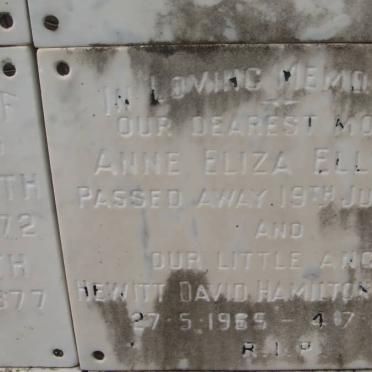 IN LOVING MEMO
OUR DEAREST MO
ANNE ELIZA ELL
PASSED AWAY 19TH JU
AND
OUR LITTLE ANG
HEWITT DAVID HAMILTON
27-5-1965 - 4-7
R.I.P
F
TH
72
TH
877